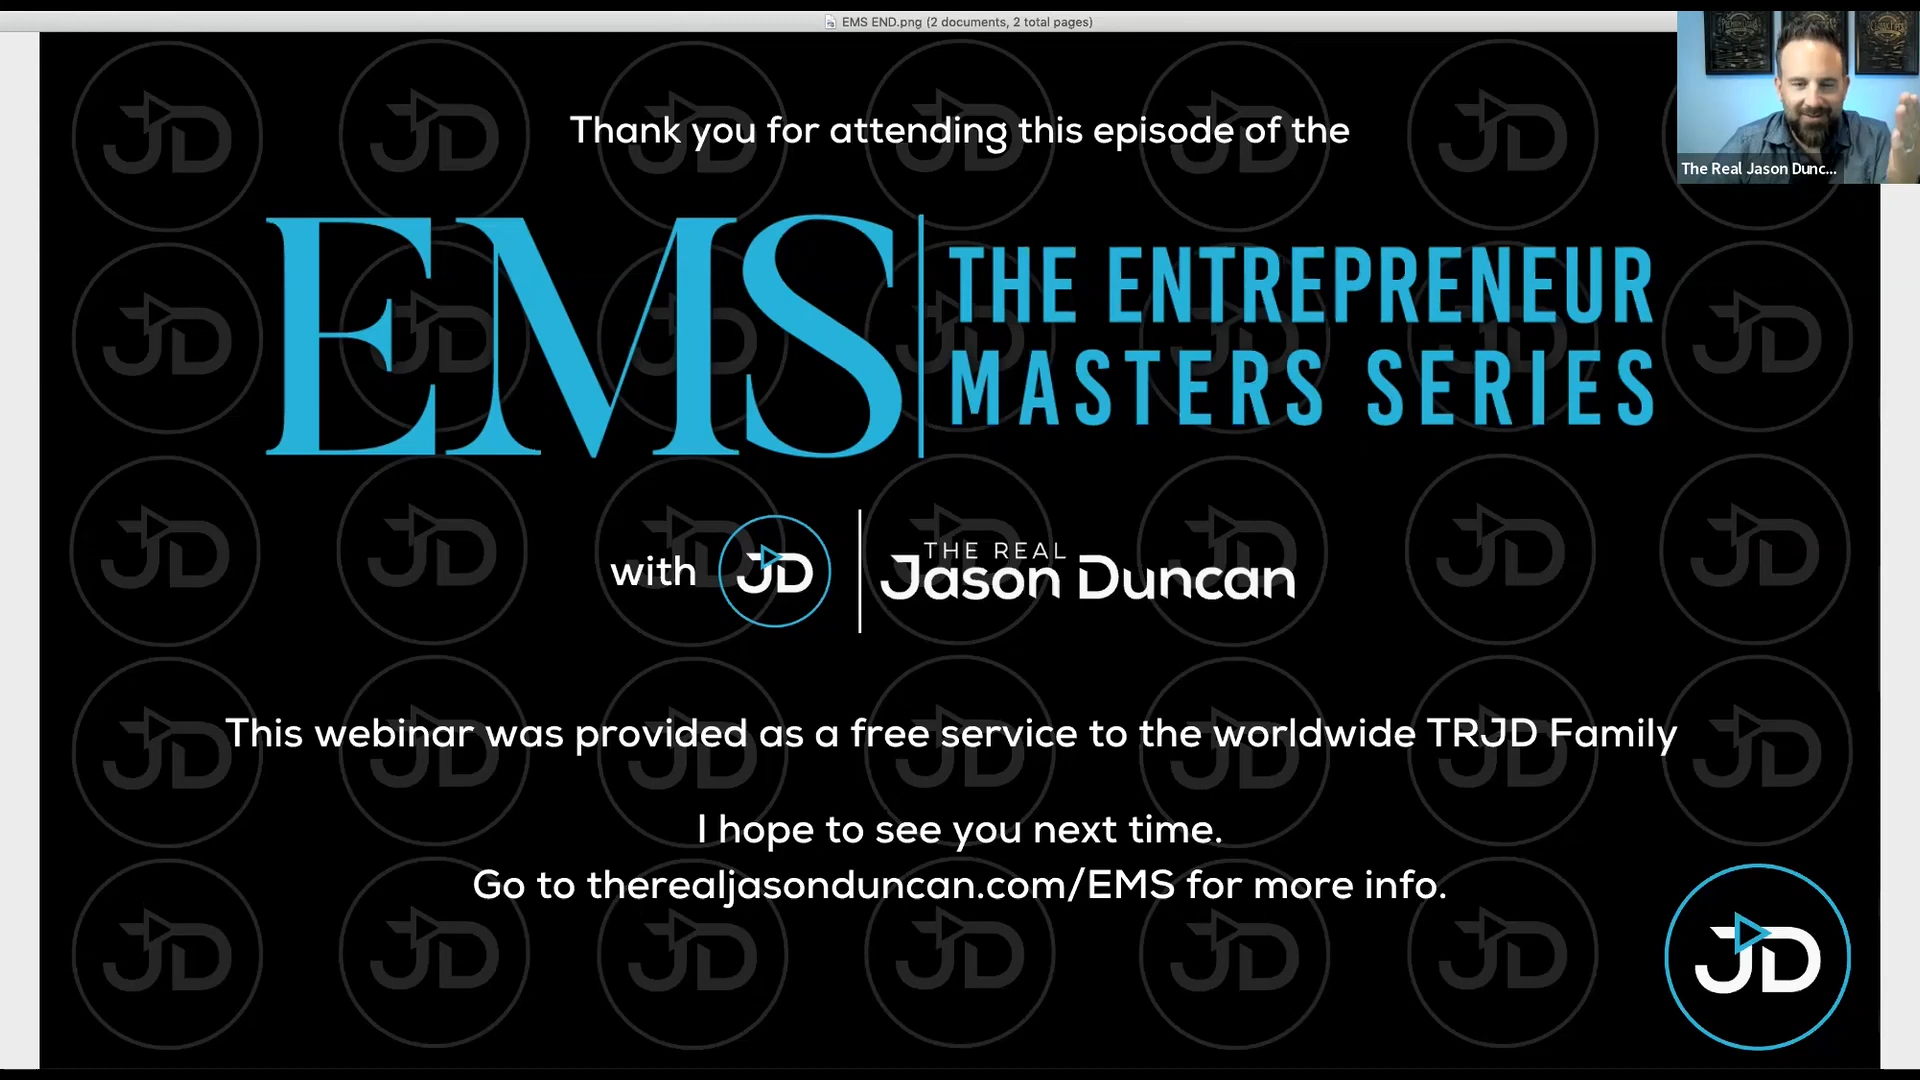 EMS END.png (2 documents, 2 total pages)
The Real Jason Dunc...
Thank you for attending this episode of the
EMS
THE ENTREPRENEUR
MASTERS SERIES
with
JD
THE REAL
Jason Duncan
This webinar was provided as a free service to the worldwide TRJD Family
I hope to see you next time.
Go to therealjasonduncan.com/EMS for more info.
JD